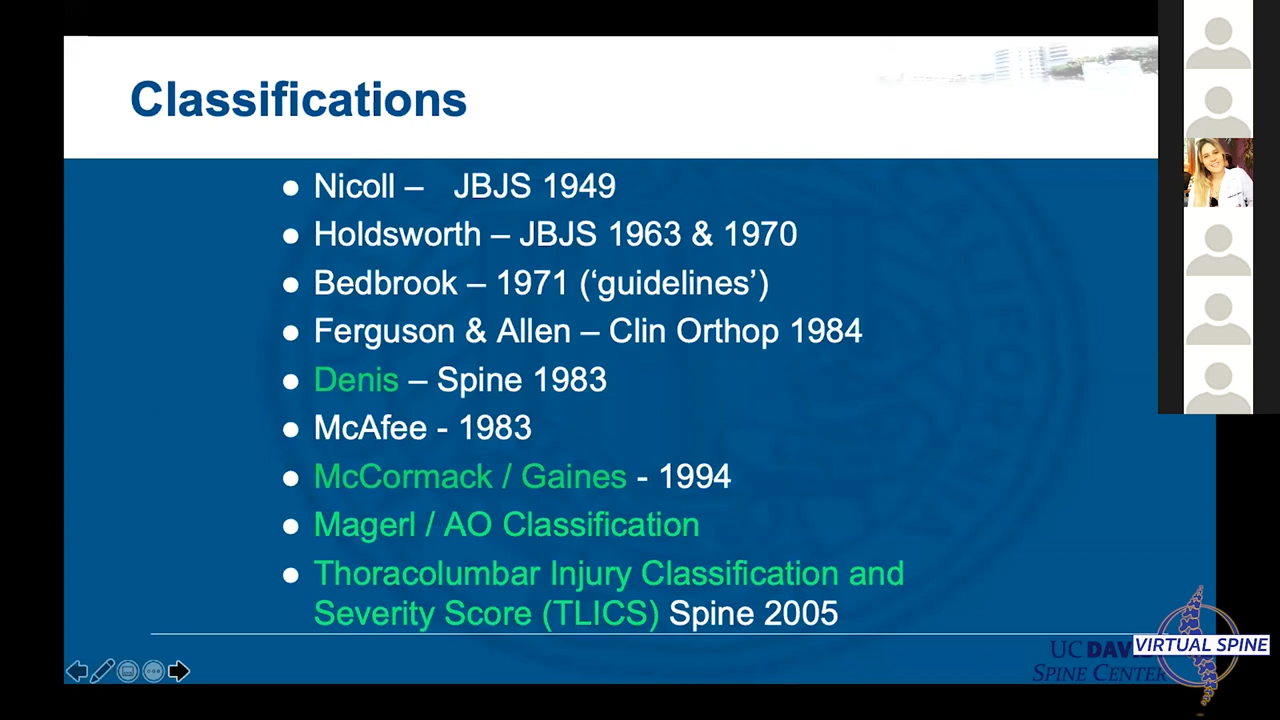 Classifications
● Nicoll – JBJS 1949
● Holdsworth – JBJS 1963 & 1970
● Bedbrook – 1971 (‘guidelines’)
● Ferguson & Allen – Clin Orthop 1984
● Denis – Spine 1983
● McAfee - 1983
● McCormack / Gaines - 1994
● Magerl / AO Classification
● Thoracolumbar Injury Classification and
Severity Score (TLICS) Spine 2005
UC DAVI
VIRTUAL SPINE
SPINE CENTER